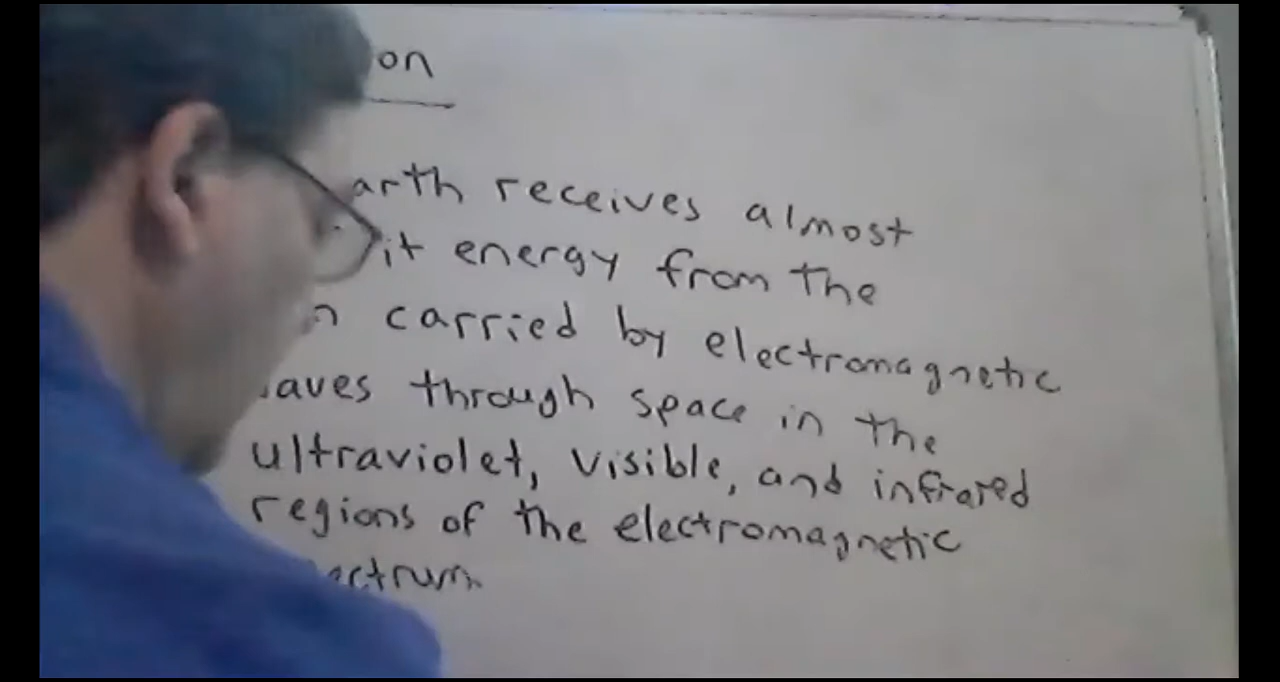 on
arth receives almost
it energy from the
n carried by electromagnetic
aves through space in the
ultraviolet, visible, and infrared
regions of the electromagnetic
ectrum.